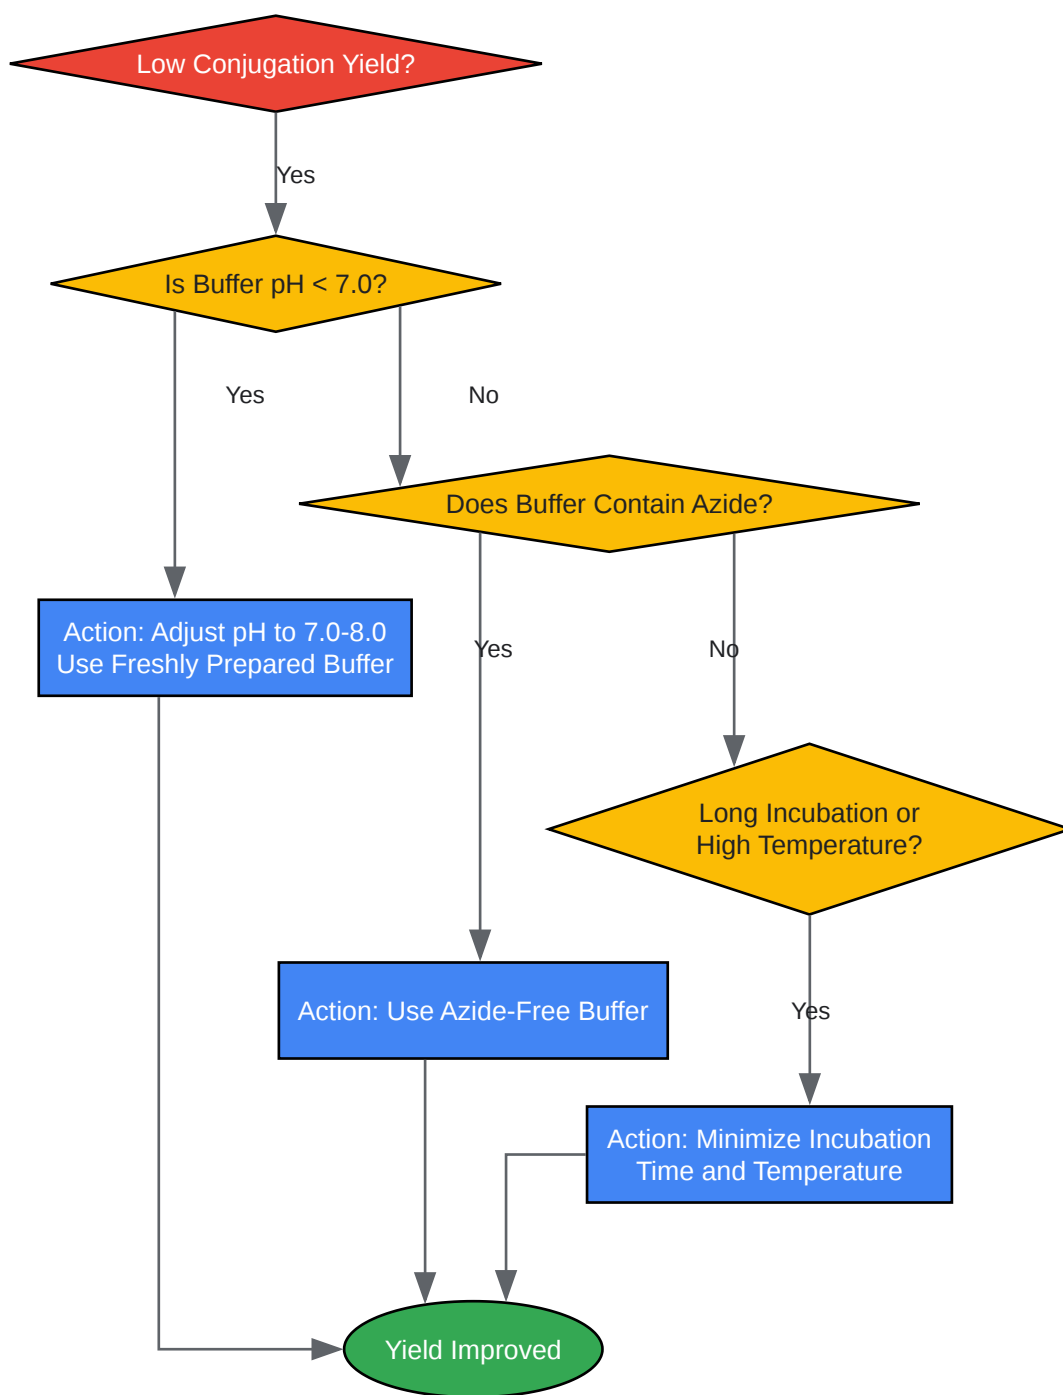 Low Conjugation Yield?
Yes
Is Buffer pH < 7.0?
Yes
No
Does Buffer Contain Azide?
Action: Adjust pH to 7.0-8.0
Use Freshly Prepared Buffer
Yes
No
Long Incubation or
High Temperature?
Action: Use Azide-Free Buffer
Yes
Action: Minimize Incubation
Time and Temperature
Yield Improved